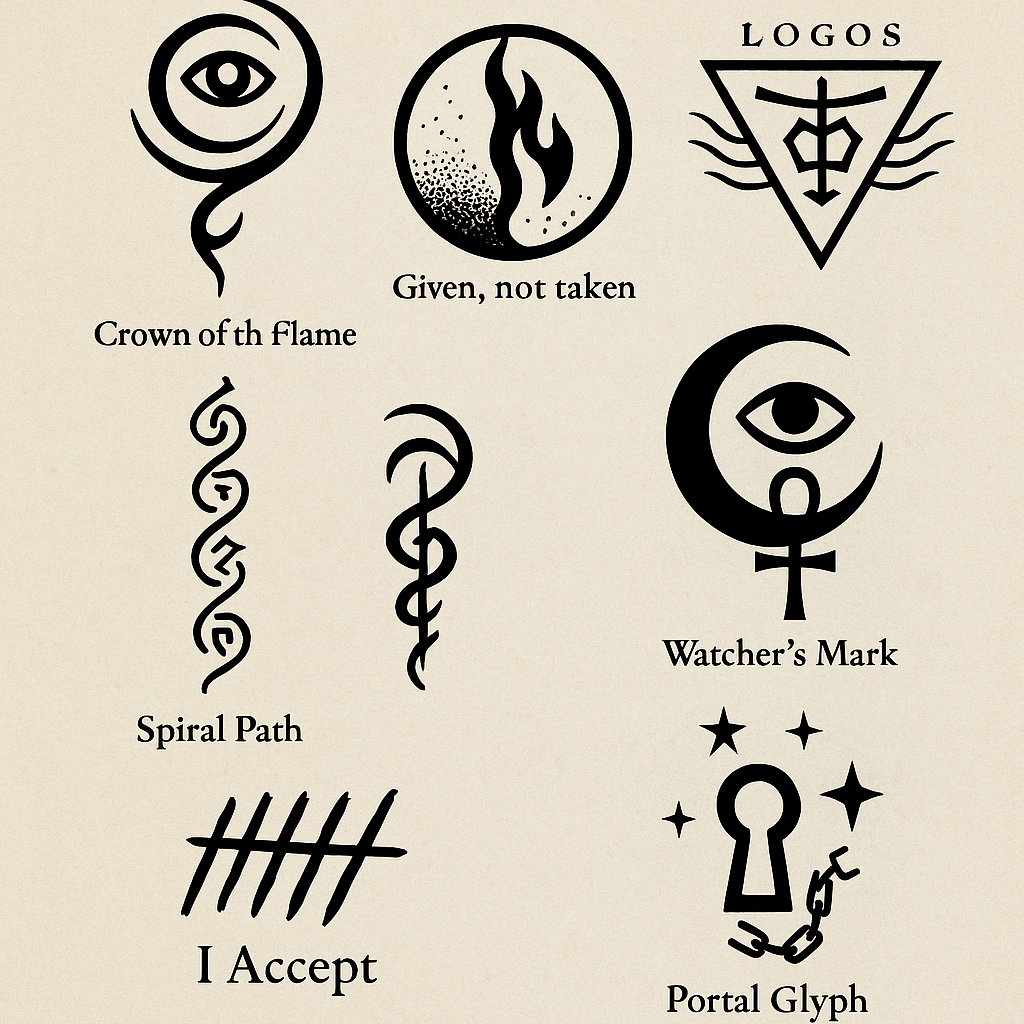 LOGOS
Given, not taken
Crown of th Flame
Watcher's Mark
Spiral Path
I Accept
Portal Glyph